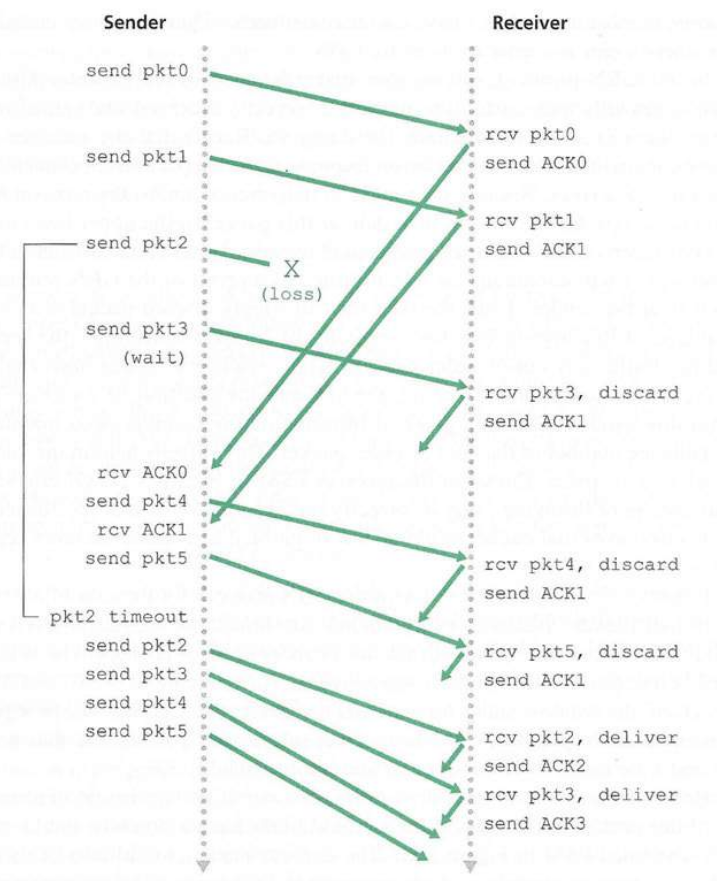 Sender
Receiver
send pkt0
rcv pkt0
send ACK0
send pkt1
rcv pkt1
send ACK1
send pkt2
X
(loss)
send pkt3
(wait)
rcv pkt3, discard
send ACK1
rcv ACK0
send pkt4
rcv ACK1
send pkt5
rcv pkt4, discard
send ACK1
pkt2 timeout
send pkt2
send pkt3
send pkt4
send pkt5
rcv pkt5, discard
send ACK1
rcv pkt2, deliver
send ACK2
rcv pkt3, deliver
send ACK3